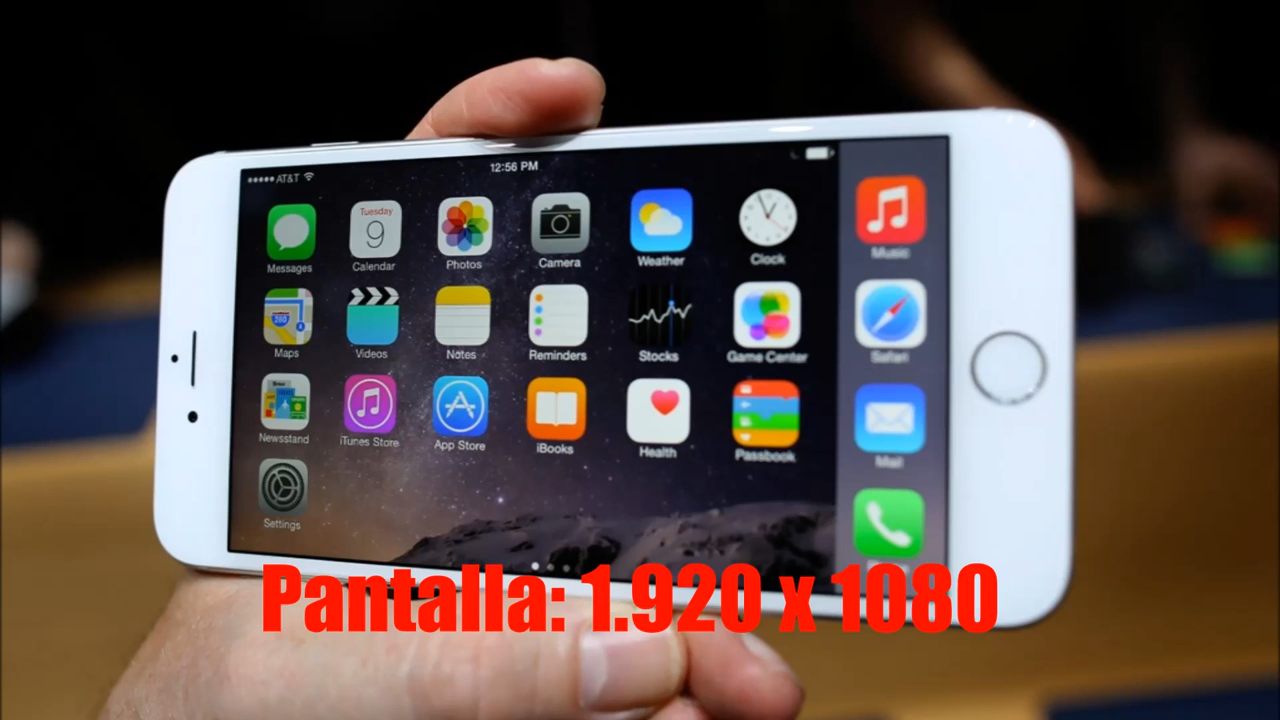 ●●●●● AT&T 12:56 PM
Messages Tuesday 9 Calendar Photos Camera Weather Clock Music
Maps 280 Videos Notes Reminders Stocks Game Center Safari
Newsstand iTunes Store App Store iBooks Health Passbook Mail
Settings
Pantalla: 1.920 x 1080